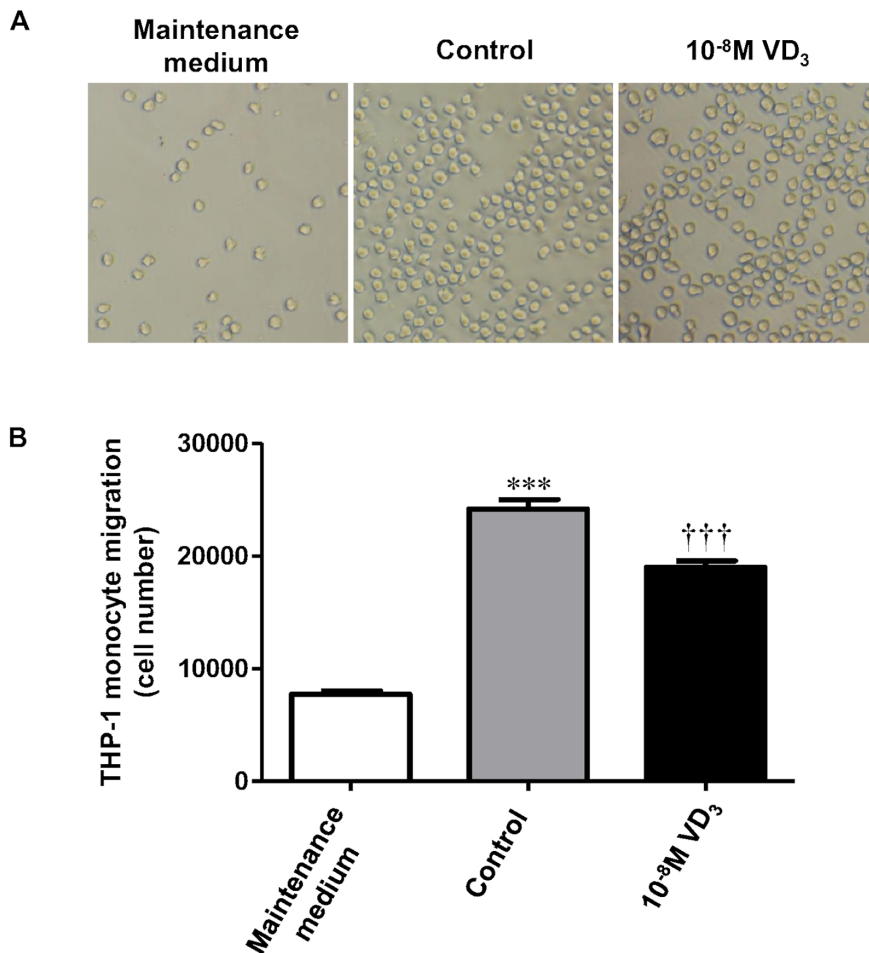 A
Maintenance
medium
Control
10⁻⁸M VD₃
B
THP-1 monocyte migration
(cell number)
30000
20000
10000
0
***
†††
Maintenance
medium
Control
10⁻⁸M VD₃